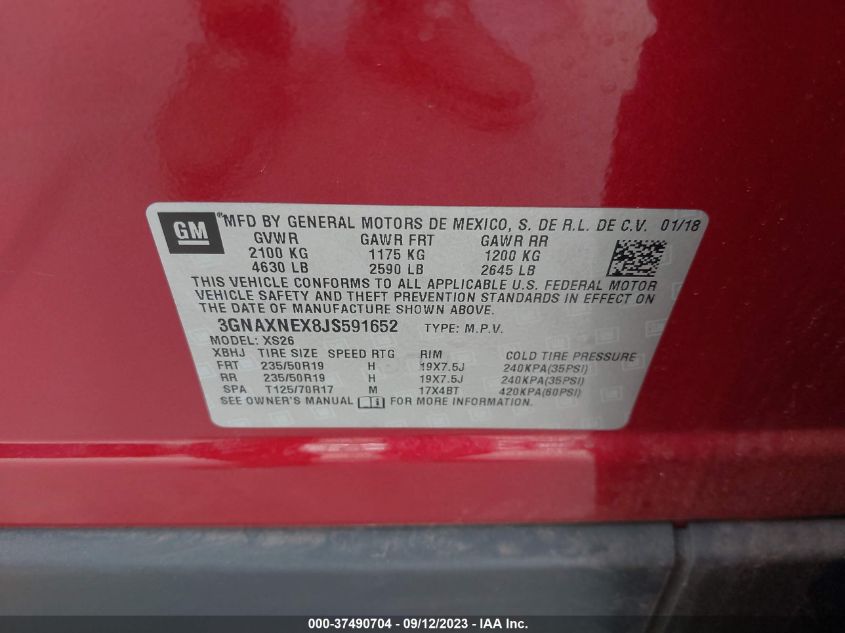 GM
®MFD BY GENERAL MOTORS DE MEXICO, S. DE R.L. DE C.V. 01/18
GVWR GAWR FRT GAWR RR
2100 KG 1175 KG 1200 KG
4630 LB 2590 LB 2645 LB
THIS VEHICLE CONFORMS TO ALL APPLICABLE U.S. FEDERAL MOTOR
VEHICLE SAFETY AND THEFT PREVENTION STANDARDS IN EFFECT ON
THE DATE OF MANUFACTURE SHOWN ABOVE.
3GNAXNEX8JS591652 TYPE: M.P.V.
MODEL: XS26
XBHJ TIRE SIZE SPEED RTG RIM COLD TIRE PRESSURE
FRT 235/50R19 H 19X7.5J 240KPA(35PSI)
RR 235/50R19 H 19X7.5J 240KPA(35PSI)
SPA T125/70R17 M 17X4BT 420KPA(60PSI)
SEE OWNER'S MANUAL i FOR MORE INFORMATION.
000-37490704 - 09/12/2023 - IAA Inc.